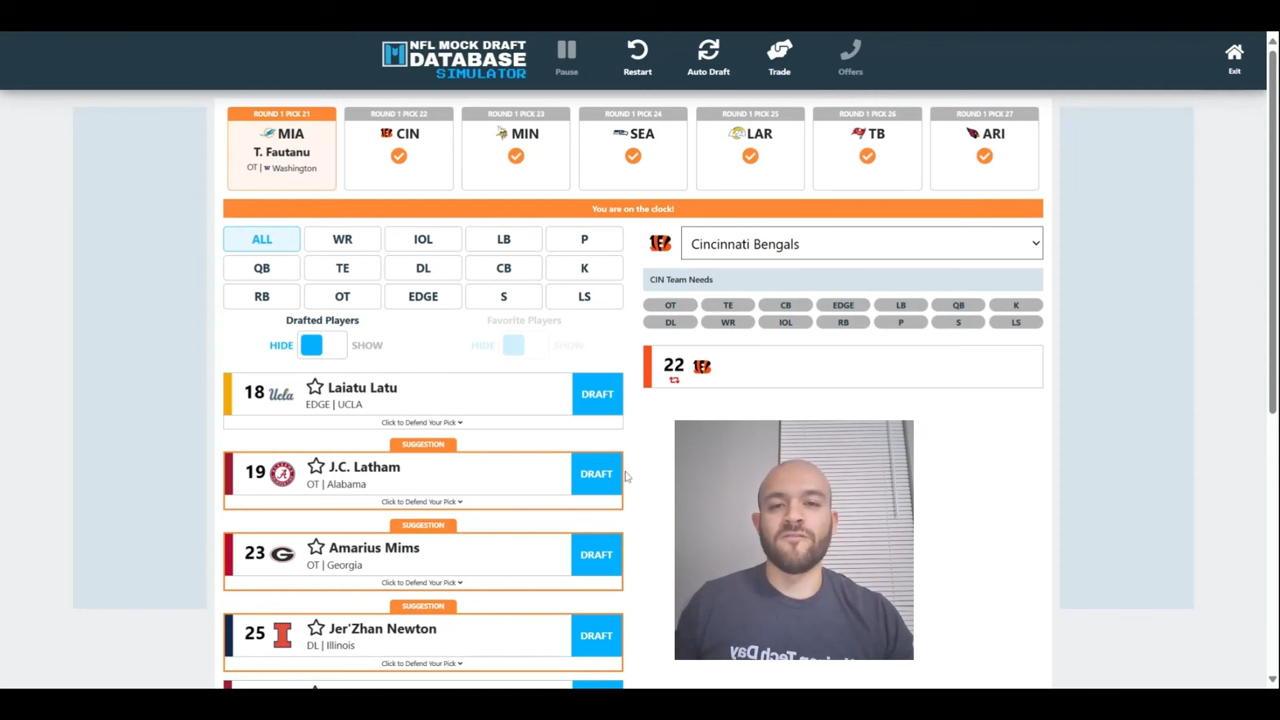 NFL MOCK DRAFT
DATABASE
SIMULATOR
Pause
Restart
Auto Draft
Trade
Offers
Exit
ROUND 1 PICK 21
MIA
T. Fautanu
OT | Washington
ROUND 1 PICK 22
CIN
ROUND 1 PICK 23
MIN
ROUND 1 PICK 24
SEA
ROUND 1 PICK 25
LAR
ROUND 1 PICK 26
TB
ROUND 1 PICK 27
ARI
You are on the clock!
ALL WR IOL LB P
QB TE DL CB K
RB OT EDGE S LS
Drafted Players
HIDE SHOW
Favorite Players
HIDE SHOW
18 Ucla Laiatu Latu
EDGE | UCLA
DRAFT
Click to Defend Your Pick
SUGGESTION
19 J.C. Latham
OT | Alabama
DRAFT
Click to Defend Your Pick
SUGGESTION
23 G Amarius Mims
OT | Georgia
DRAFT
Click to Defend Your Pick
SUGGESTION
25 I Jer'Zhan Newton
DL | Illinois
DRAFT
Click to Defend Your Pick
Cincinnati Bengals
CIN Team Needs
OT TE CB EDGE LB QB K
DL WR IOL RB P S LS
22
Tech Day